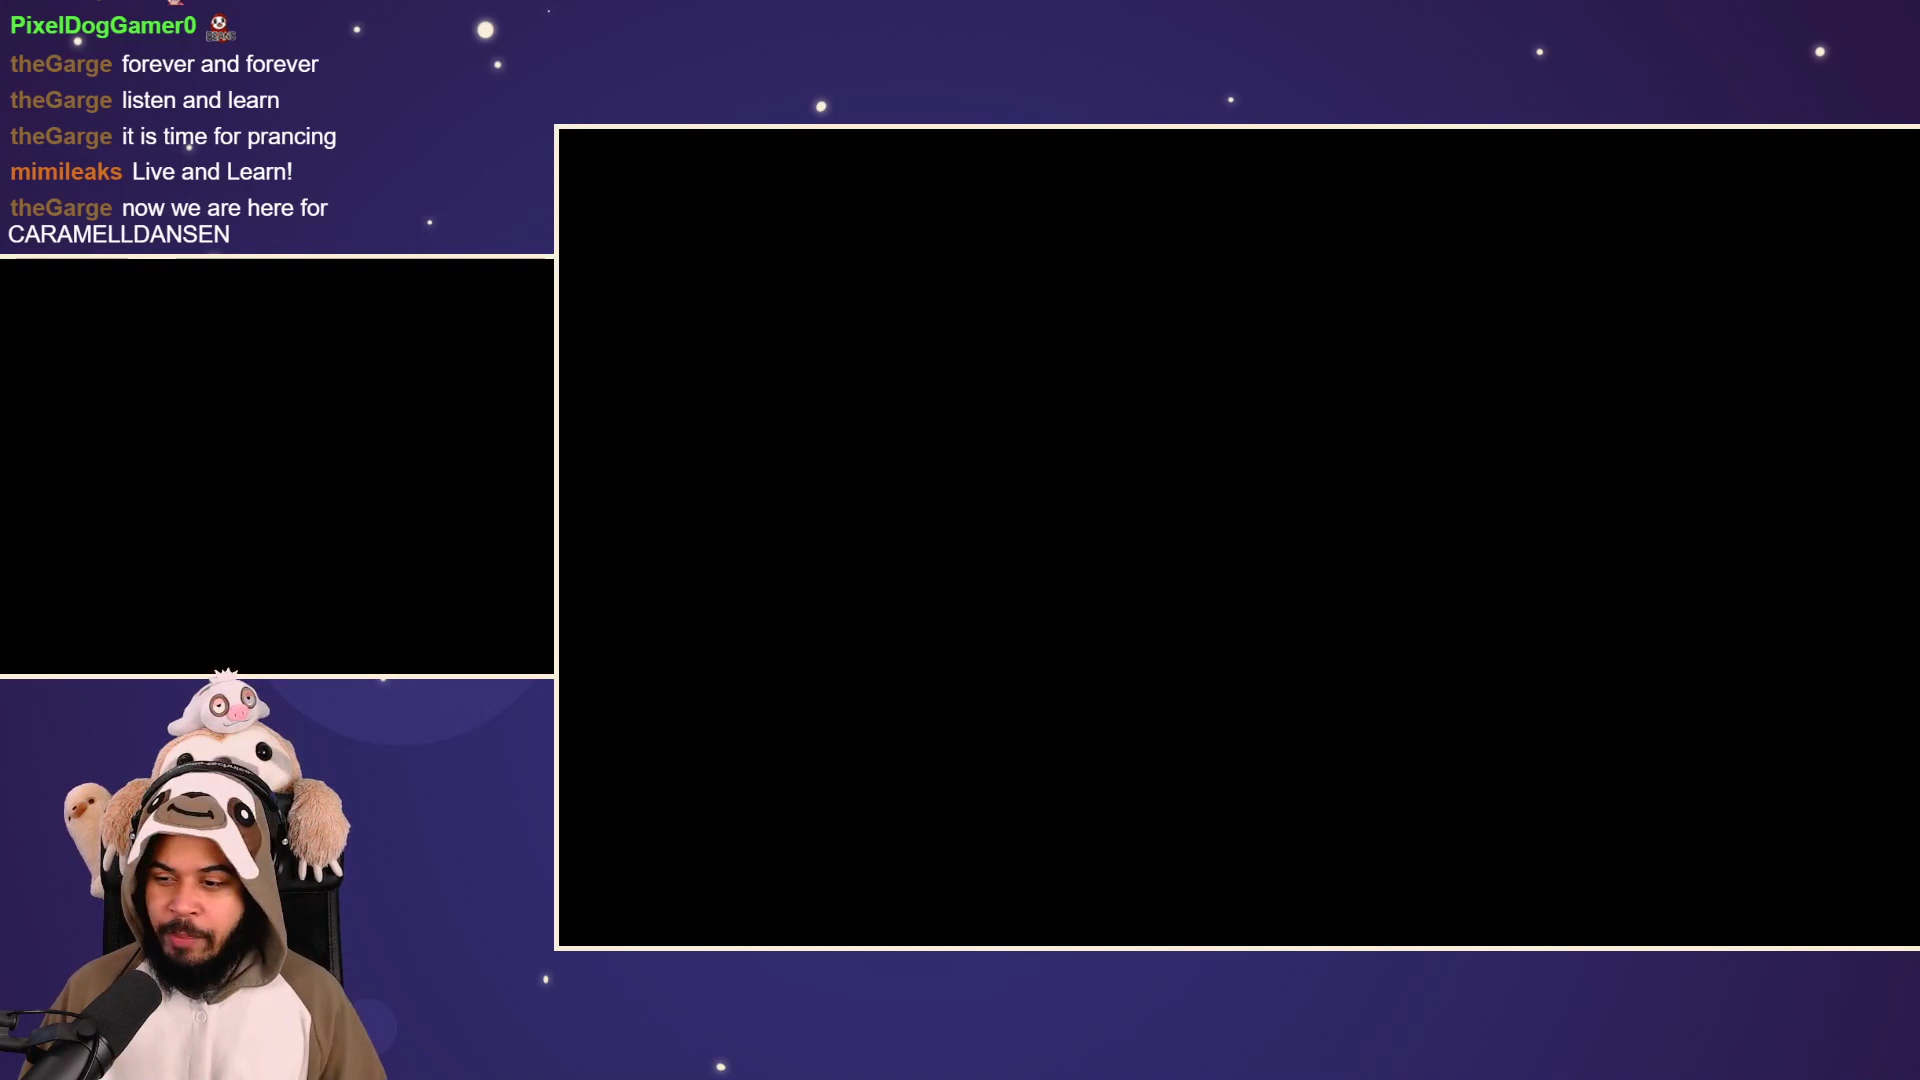 PixelDogGamer0
theGarge forever and forever
theGarge listen and learn
theGarge it is time for prancing
mimileaks Live and Learn!
theGarge now we are here for
CARAMELLDANSEN